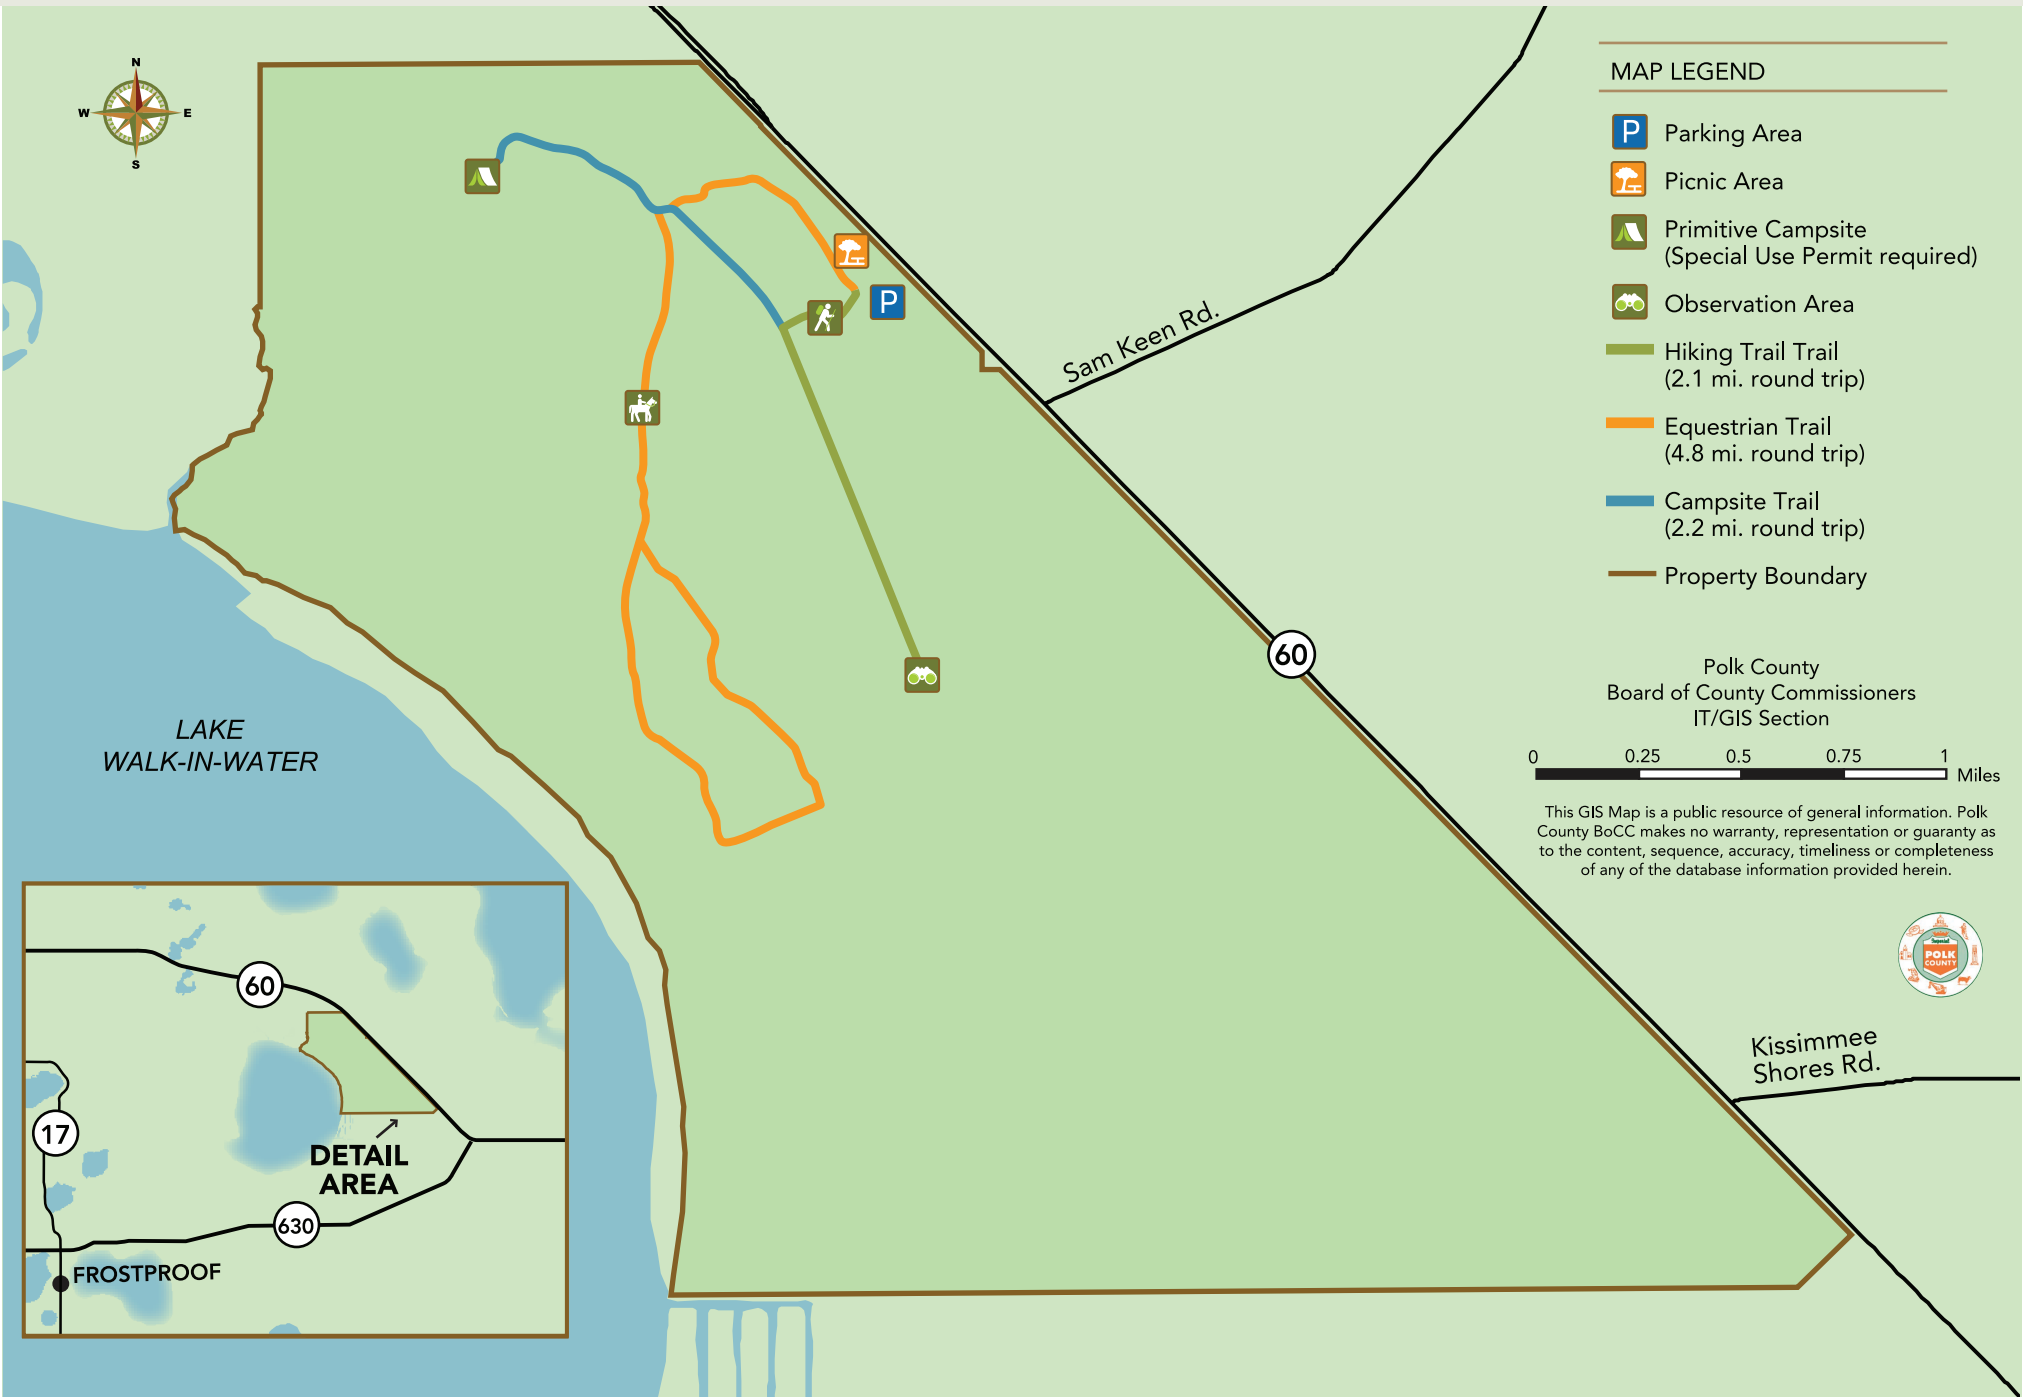 N
W
E
S
MAP LEGEND
P
Parking Area
Picnic Area
Primitive Campsite
(Special Use Permit required)
Observation Area
Hiking Trail Trail
(2.1 mi. round trip)
Equestrian Trail
(4.8 mi. round trip)
Campsite Trail
(2.2 mi. round trip)
Property Boundary
P
Sam Keen Rd.
60
LAKE
WALK-IN-WATER
Polk County
Board of County Commissioners
IT/GIS Section
0 0.25 0.5 0.75 1
Miles
This GIS Map is a public resource of general information. Polk
County BoCC makes no warranty, representation or guaranty as
to the content, sequence, accuracy, timeliness or completeness
of any of the database information provided herein.
Imperial
POLK
COUNTY
Kissimmee
Shores Rd.
60
17
DETAIL
AREA
630
FROSTPROOF